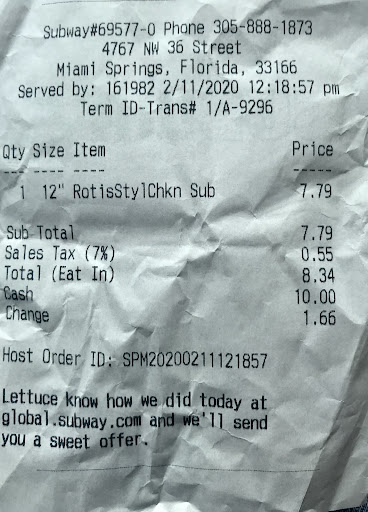 Subway#69577-0 Phone 305-888-1873
4767 NW 36 Street
Miami Springs, Florida, 33166
Served by: 161982 2/11/2020 12:18:57 pm
Term ID-Trans# 1/A-9296
Qty Size Item Price
--- ---- ---- -----
1 12" RotisStylChkn Sub 7.79
Sub Total 7.79
Sales Tax (7%) 0.55
Total (Eat In) 8.34
Cash 10.00
Change 1.66
Host Order ID: SPM20200211121857
Lettuce know how we did today at
global.subway.com and we'll send
you a sweet offer.